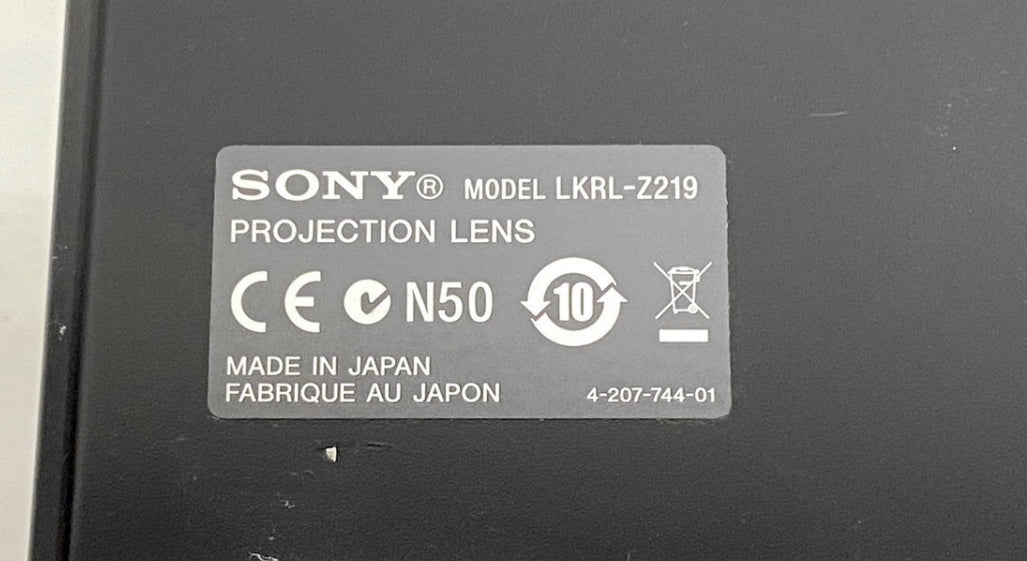 SONY® MODEL LKRL-Z219
PROJECTION LENS
CE N50 10
MADE IN JAPAN
FABRIQUE AU JAPON 4-207-744-01